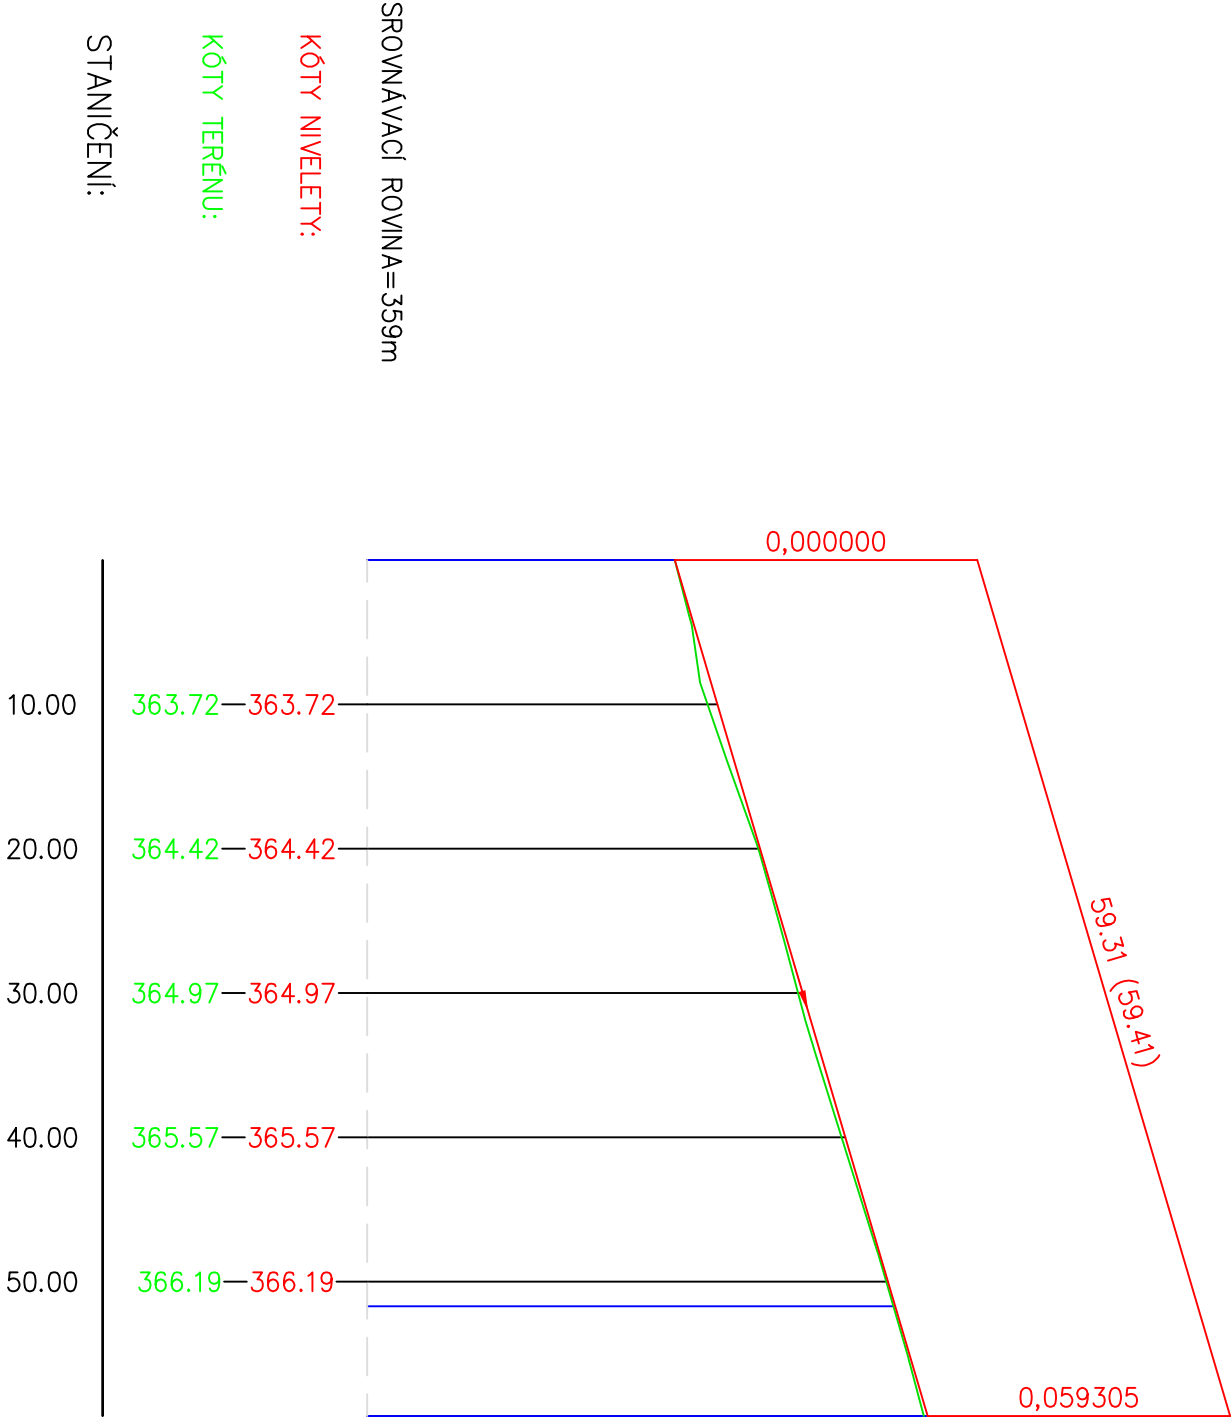 SROVNÁVACÍ ROVINA=359m
KÓTY NIVELETY:
KÓTY TERÉNU:
STANIČENÍ:
0,000000
10.00 363.72 363.72
20.00 364.42 364.42
59.31 (59.41)
30.00 364.97 364.97
40.00 365.57 365.57
50.00 366.19 366.19
0,059305